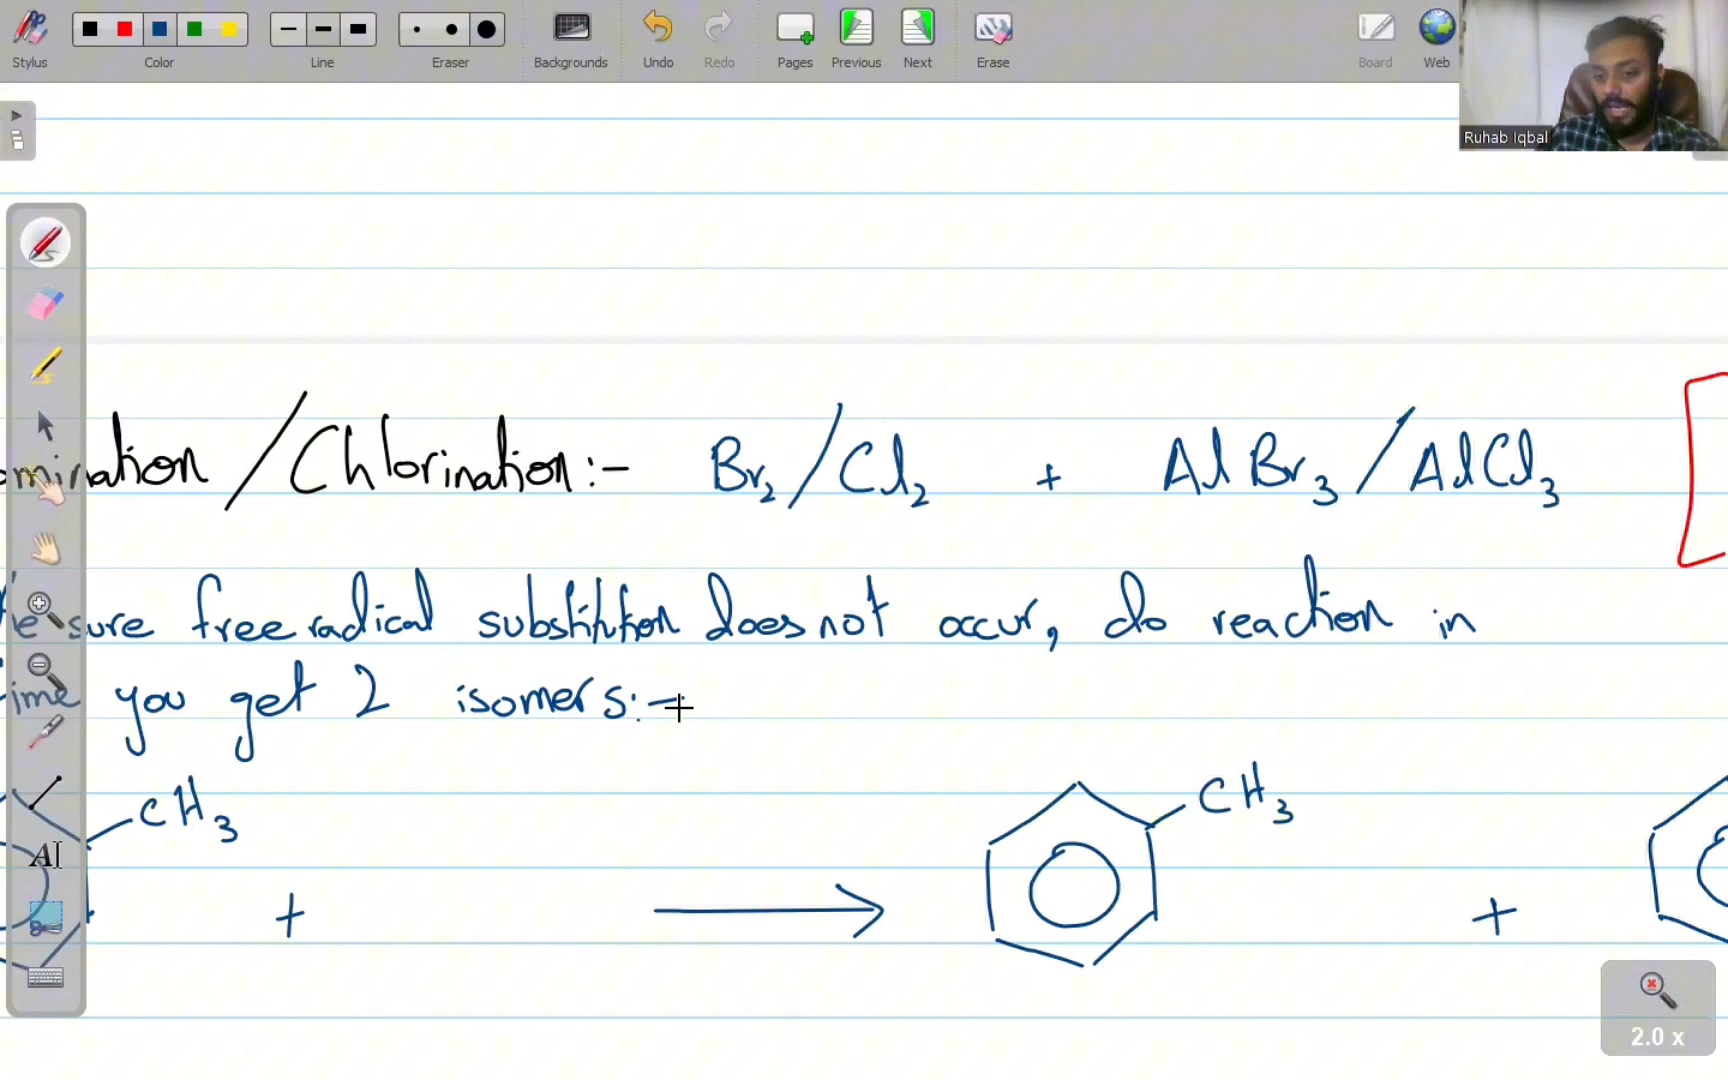 Stylus Color Line Eraser Backgrounds Undo Redo Pages Previous Next Erase Board Web
Ruhab Iqbal
mination/Chlorination:- Br₂/Cl₂ + AlBr₃/AlCl₃
sure free radical substitution does not occur, do reaction in
ime you get 2 isomers:-
CH₃ CH₃
+ → +
2.0 x